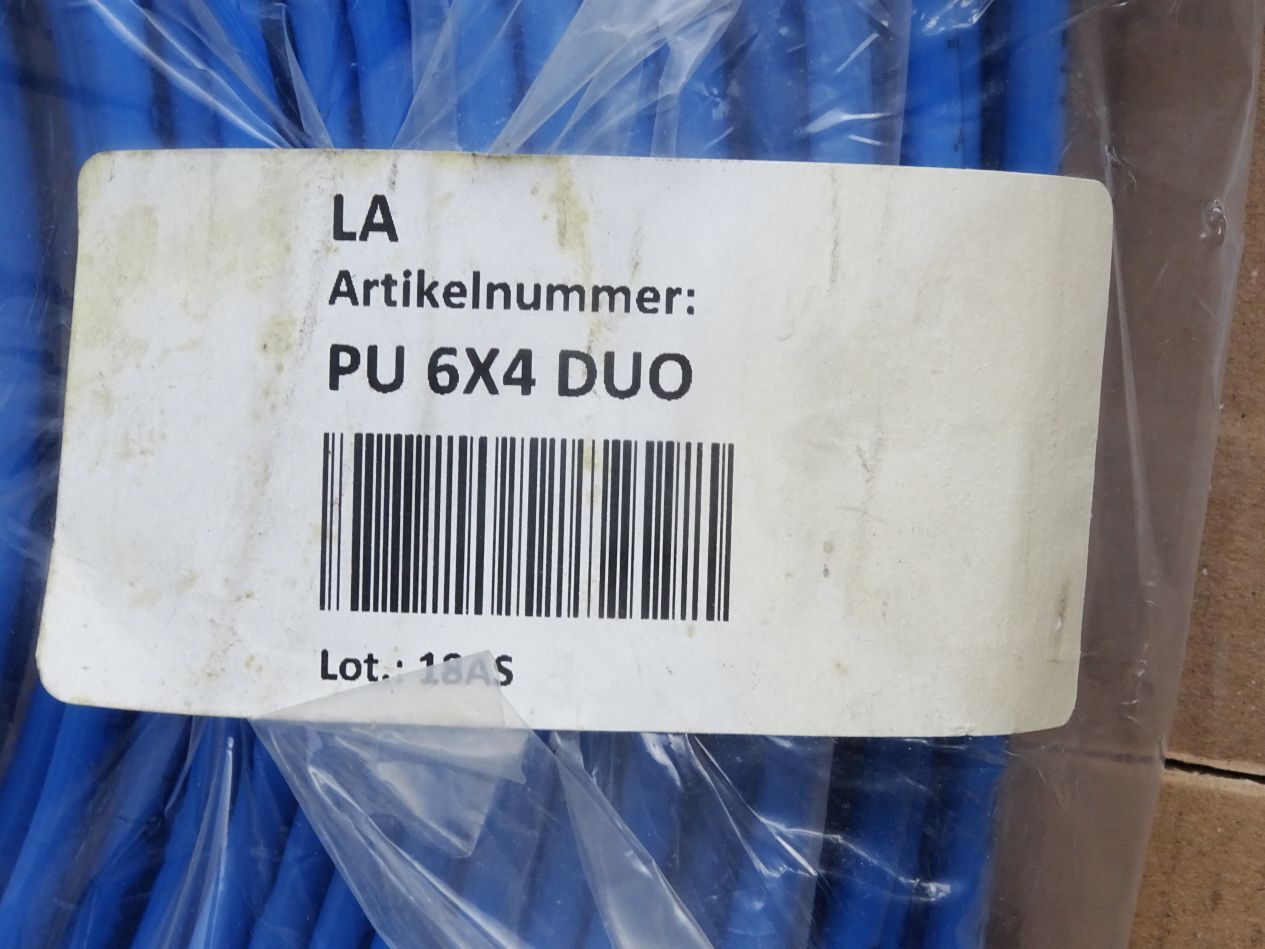 LA
Artikelnummer:
PU 6X4 DUO
Lot.: 18AS